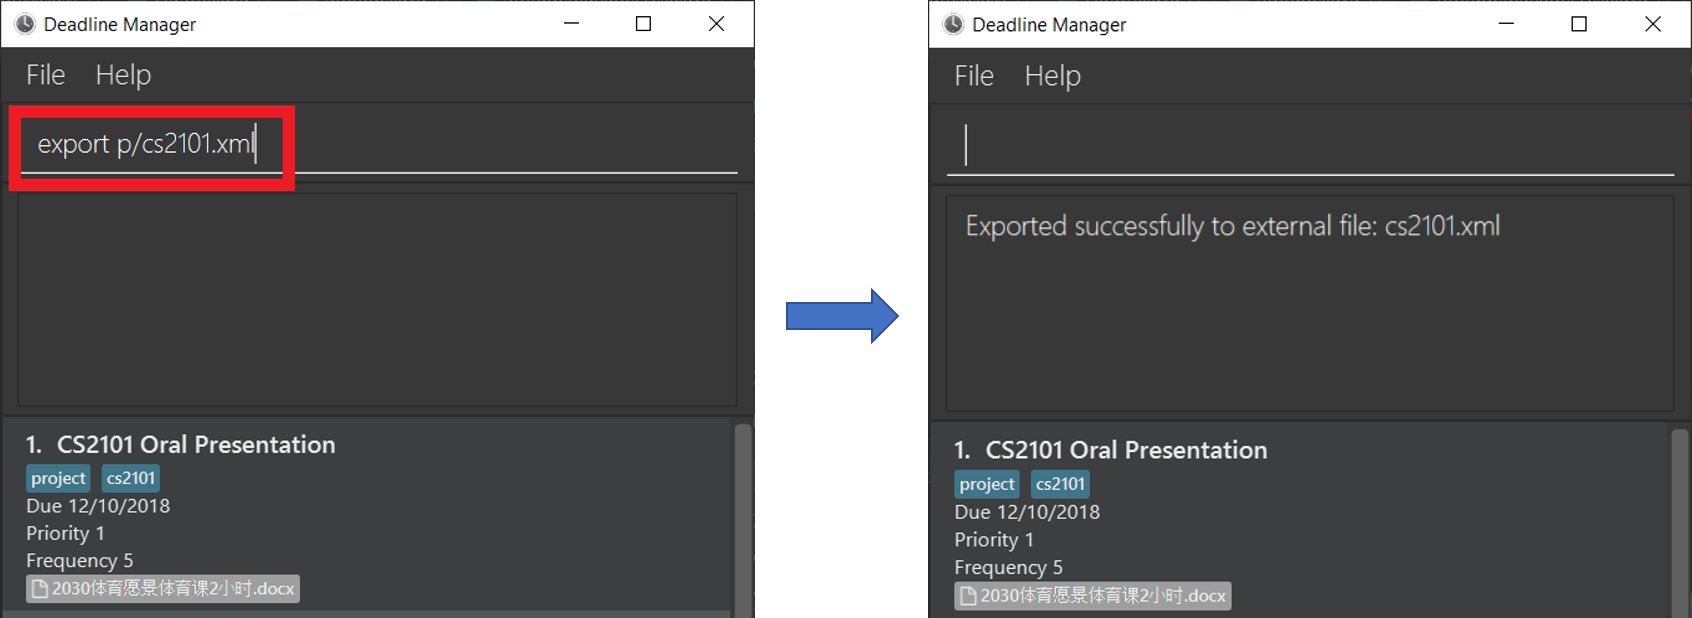 Deadline Manager
File Help
export p/cs2101.xml
1. CS2101 Oral Presentation
project cs2101
Due 12/10/2018
Priority 1
Frequency 5
2030体育愿景体育课2小时.docx
Deadline Manager
File Help
Exported successfully to external file: cs2101.xml
1. CS2101 Oral Presentation
project cs2101
Due 12/10/2018
Priority 1
Frequency 5
2030体育愿景体育课2小时.docx